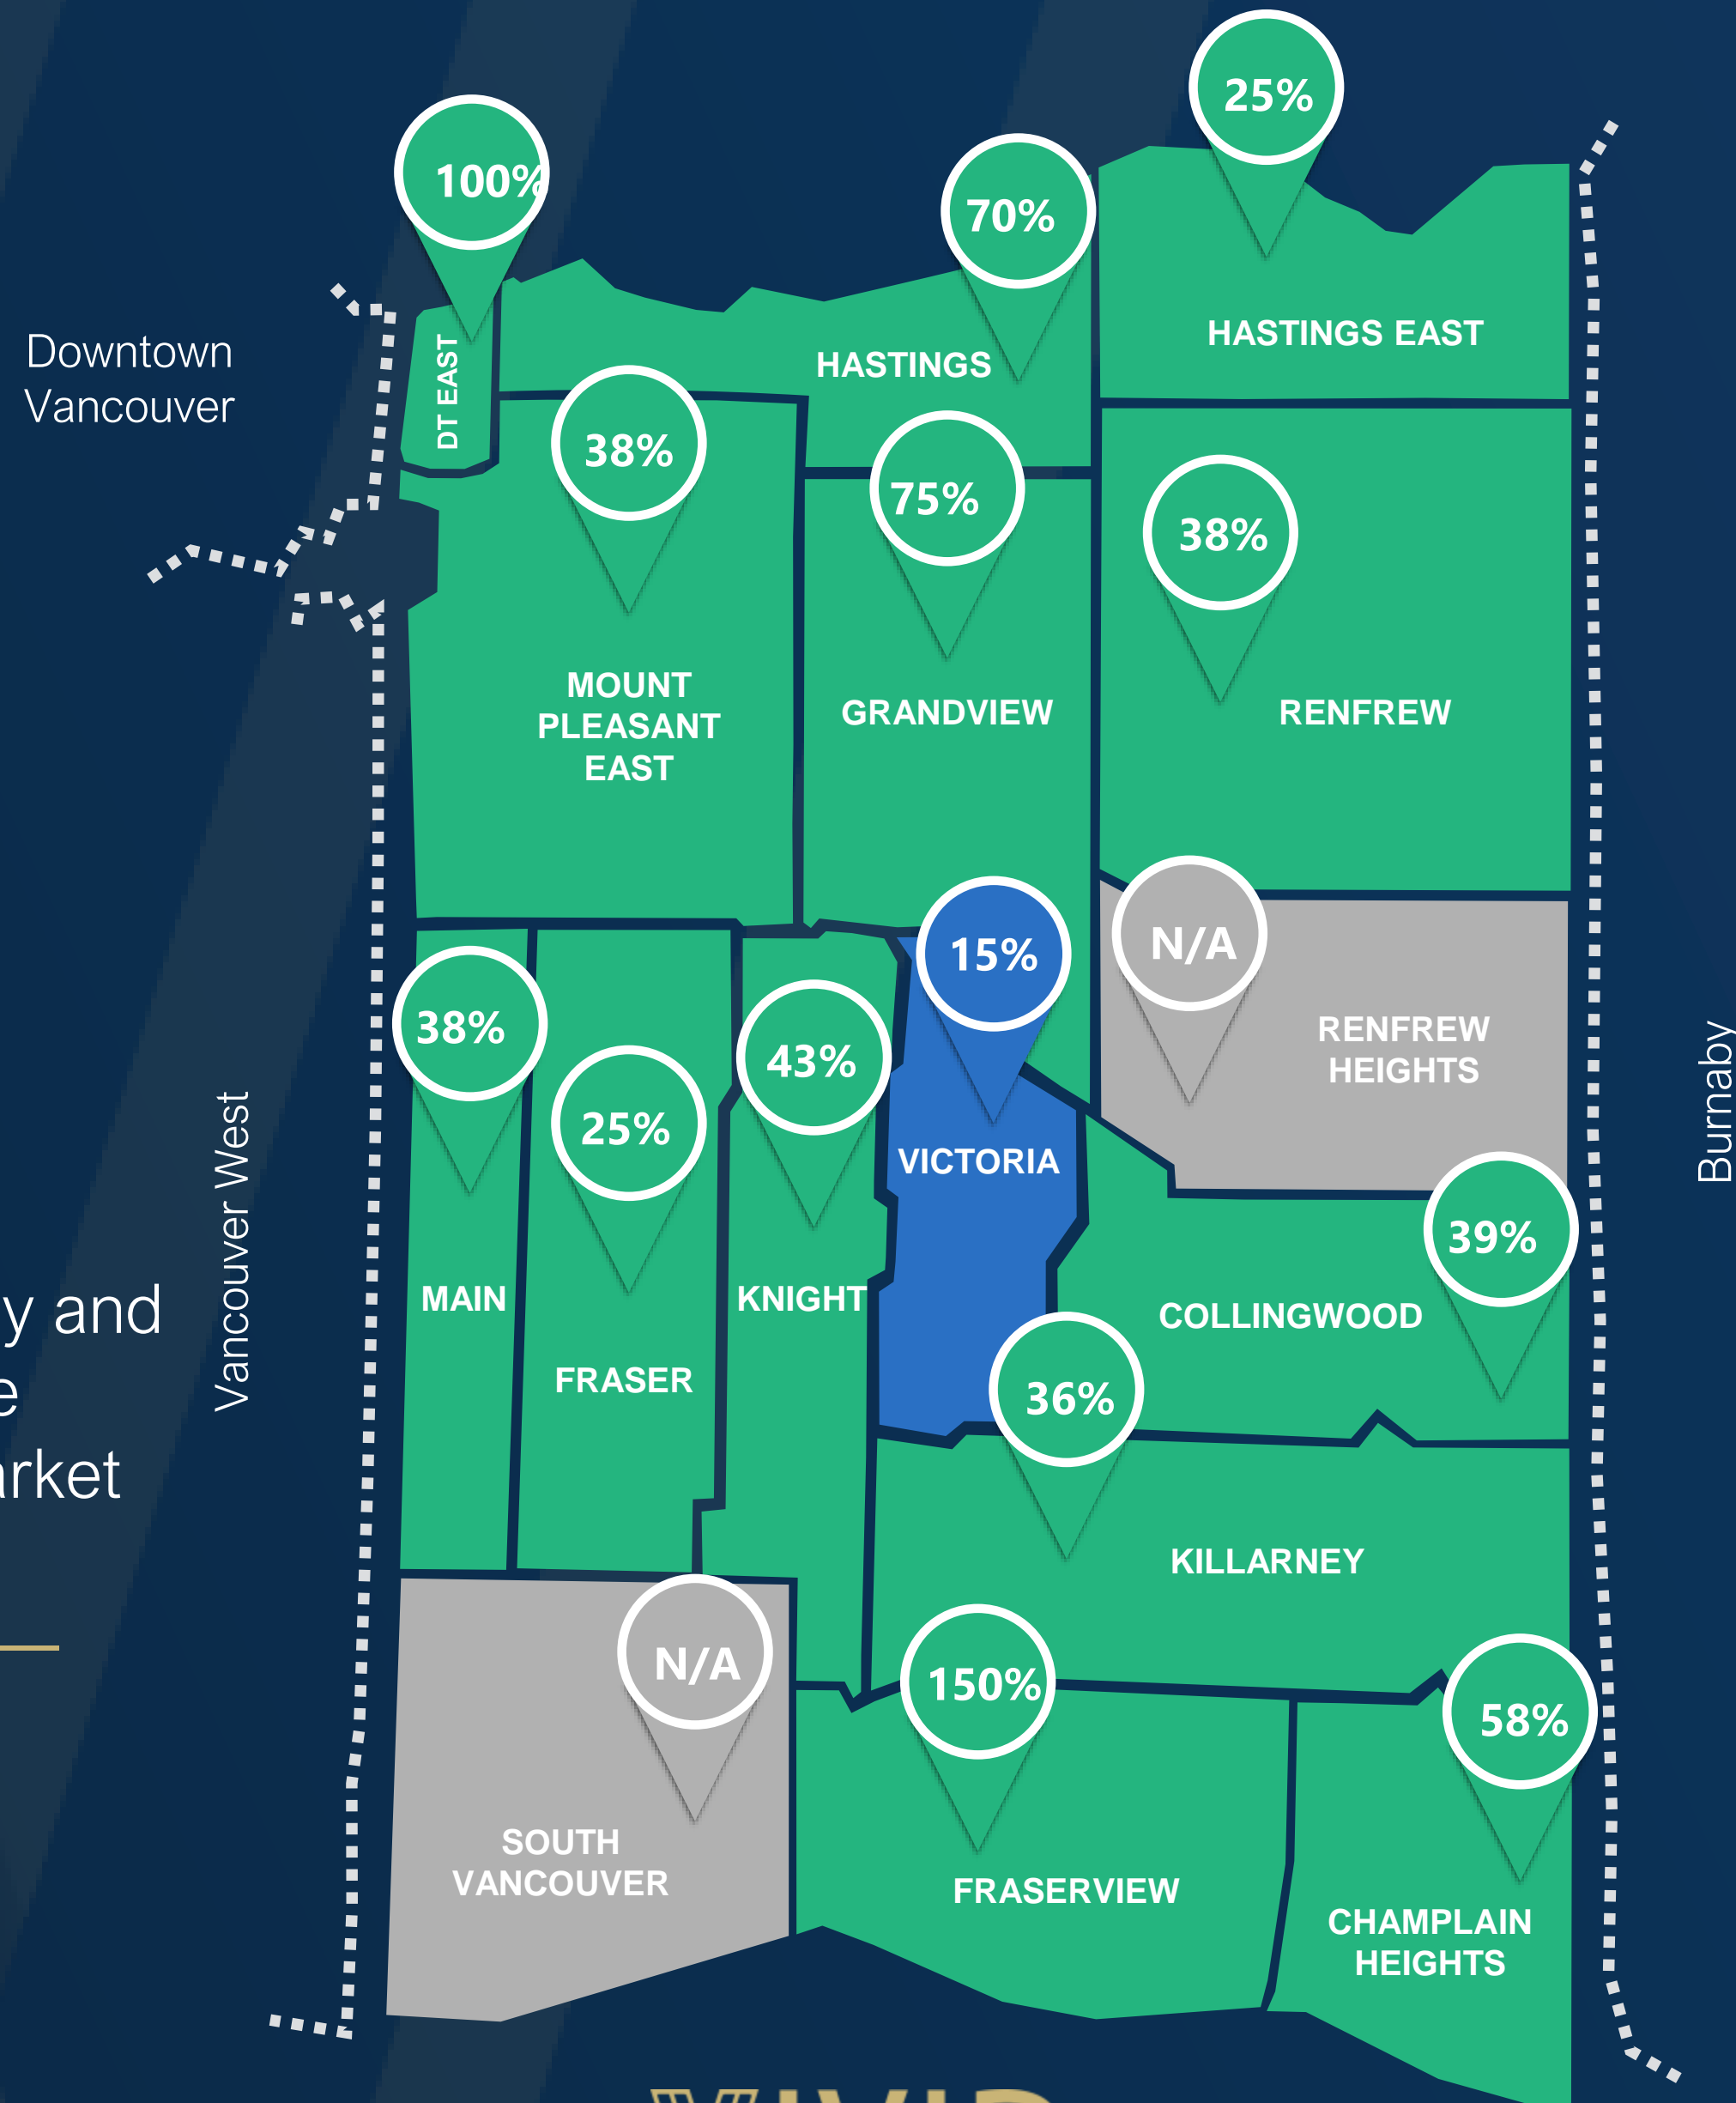 25%
100%
70%
HASTINGS EAST
Downtown
Vancouver
DT EAST
HASTINGS
38%
75%
38%
MOUNT
PLEASANT
EAST
GRANDVIEW
RENFREW
15%
N/A
38%
43%
25%
RENFREW
HEIGHTS
Burnaby
Vancouver West
VICTORIA
39%
MAIN
KNIGHT
COLLINGWOOD
y and
e
FRASER
36%
arket
KILLARNEY
N/A
150%
58%
SOUTH
VANCOUVER
FRASERVIEW
CHAMPLAIN
HEIGHTS